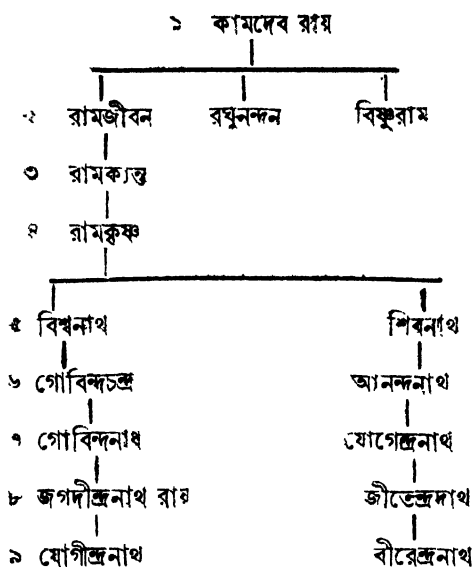 ১ কামদেব রায়
২ রামজীবন রঘুনন্দন বিষ্ণুরাম
৩ রামকান্ত
৪ রামকৃষ্ণ
৫ বিশ্বনাথ শিবনাথ
৬ গোবিন্দচন্দ্র আনন্দনাথ
৭ গোবিন্দনাথ যোগেন্দ্রনাথ
৮ জগদীন্দ্রনাথ রায় জীতেন্দ্রনাথ
৯ যোগীন্দ্রনাথ বীরেন্দ্রনাথ